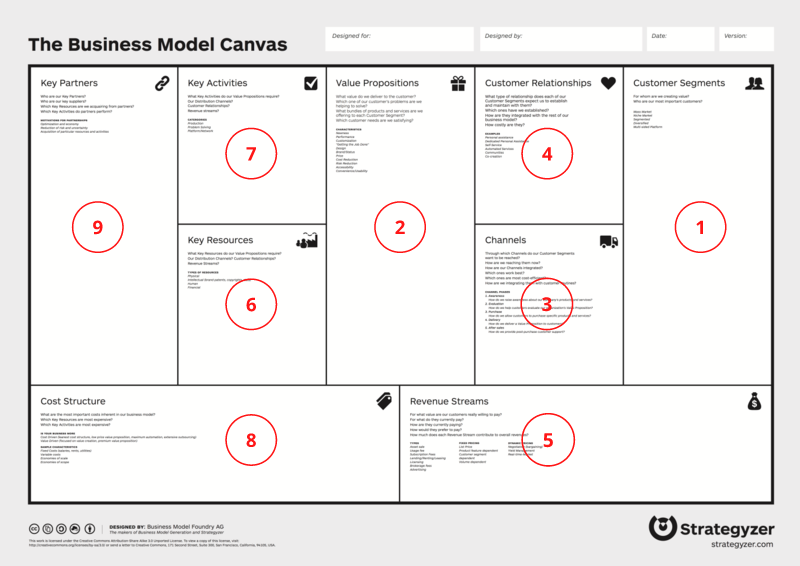 The Business Model Canvas
Designed for:
Designed by:
Date:
Version:
Key Partners
Who are our Key Partners?
Who are our key suppliers?
Which Key Resources are we acquiring from partners?
Which Key Activities do partners perform?
MOTIVATIONS FOR PARTNERSHIPS
Optimization and economy
Reduction of risk and uncertainty
Acquisition of particular resources and activities
9
Key Activities
What Key Activities do our Value Propositions require?
Our Distribution Channels?
Customer Relationships?
Revenue streams?
CATEGORIES
Production
Problem Solving
Platform/Network
7
Key Resources
What Key Resources do our Value Propositions require?
Our Distribution Channels? Customer Relationships?
Revenue Streams?
TYPES OF RESOURCES
Physical
Intellectual (brand patents, copyrights, data)
Human
Financial
6
Value Propositions
What value do we deliver to the customer?
Which one of our customer's problems are we
helping to solve?
What bundles of products and services are we
offering to each Customer Segment?
Which customer needs are we satisfying?
CHARACTERISTICS
Newness
Performance
Customization
"Getting the Job Done"
Design
Brand/Status
Price
Cost Reduction
Risk Reduction
Accessibility
Convenience/Usability
2
Customer Relationships
What type of relationship does each of our
Customer Segments expect us to establish
and maintain with them?
Which ones have we established?
How are they integrated with the rest of our
business model?
How costly are they?
EXAMPLES
Personal assistance
Dedicated Personal Assistance
Self-Service
Automated Services
Communities
Co-creation
4
Channels
Through which Channels do our Customer Segments
want to be reached?
How are we reaching them now?
How are our Channels integrated?
Which ones work best?
Which ones are most cost-efficient?
How are we integrating them with customer routines?
CHANNEL PHASES
1. Awareness
How do we raise awareness about our company's products and services?
2. Evaluation
How do we help customers evaluate our organization's Value Proposition?
3. Purchase
How do we allow customers to purchase specific products and services?
4. Delivery
How do we deliver a Value Proposition to customers?
5. After sales
How do we provide post-purchase customer support?
3
Customer Segments
For whom are we creating value?
Who are our most important customers?
Mass Market
Niche Market
Segmented
Diversified
Multi-sided Platform
1
Cost Structure
What are the most important costs inherent in our business model?
Which Key Resources are most expensive?
Which Key Activities are most expensive?
IS YOUR BUSINESS MORE
Cost Driven (leanest cost structure, low price value proposition, maximum automation, extensive outsourcing)
Value Driven (focused on value creation, premium value proposition)
SAMPLE CHARACTERISTICS
Fixed Costs (salaries, rents, utilities)
Variable costs
Economies of scale
Economies of scope
8
Revenue Streams
For what value are our customers really willing to pay?
For what do they currently pay?
How are they currently paying?
How would they prefer to pay?
How much does each Revenue Stream contribute to overall revenues?
TYPES
Asset sale
Usage fee
Subscription Fees
Lending/Renting/Leasing
Licensing
Brokerage fees
Advertising
FIXED PRICING
List Price
Product feature dependent
Customer segment
dependent
Volume dependent
DYNAMIC PRICING
Negotiation (bargaining)
Yield Management
Real-time-Market
5
DESIGNED BY: Business Model Foundry AG
The makers of Business Model Generation and Strategyzer
This work is licensed under the Creative Commons Attribution-Share Alike 3.0 Unported License. To view a copy of this license, visit:
http://creativecommons.org/licenses/by-sa/3.0/ or send a letter to Creative Commons, 171 Second Street, Suite 300, San Francisco, California, 94105, USA.
Strategyzer
strategyzer.com